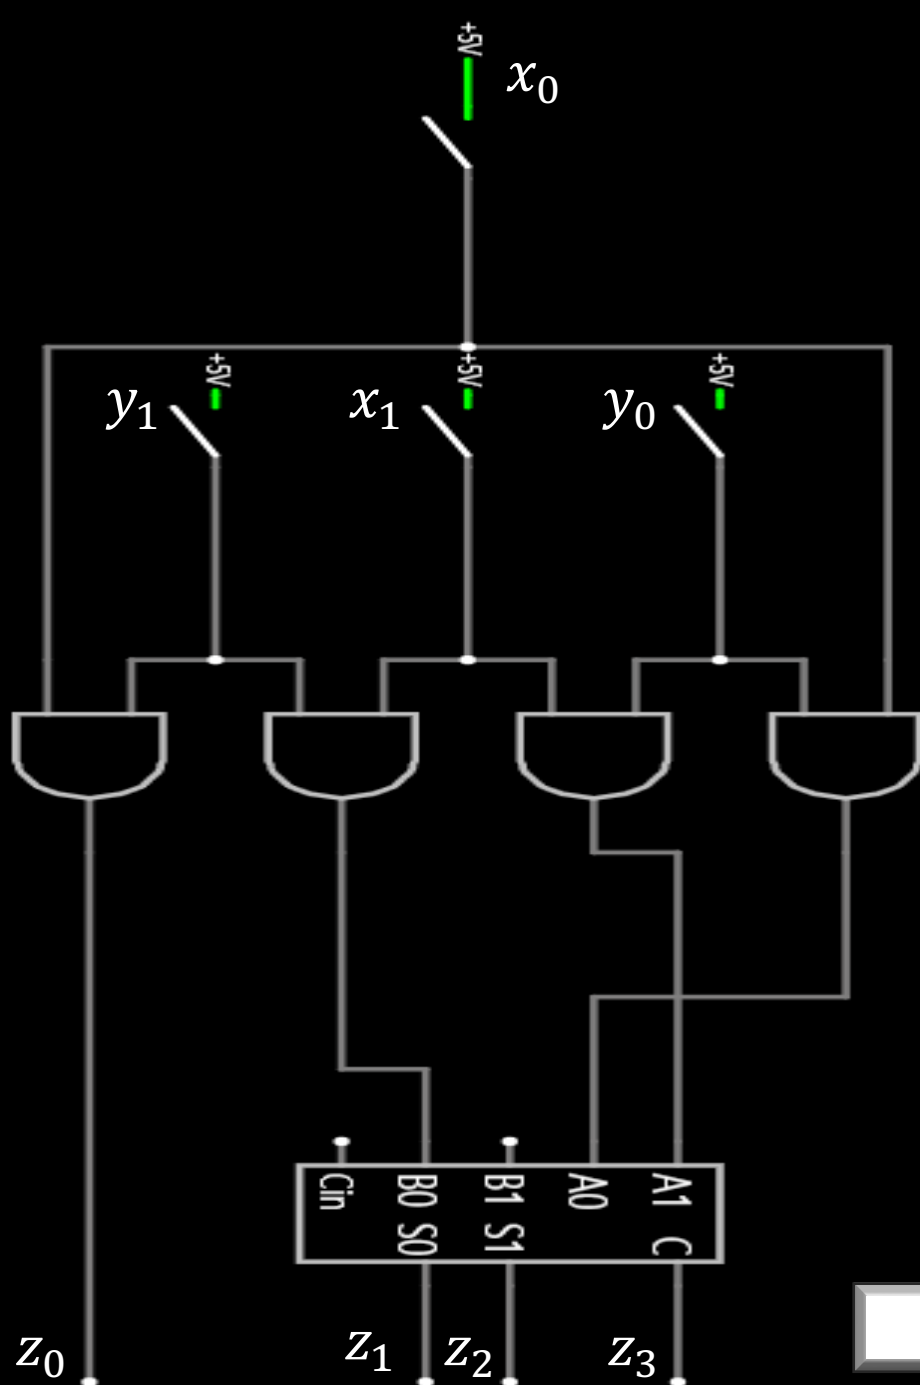 +5V
x₀
+5V +5V +5V
y₁ x₁ y₀
Cin B0 B1 A0 A1
S0 S1 C
z₀ z₁ z₂ z₃